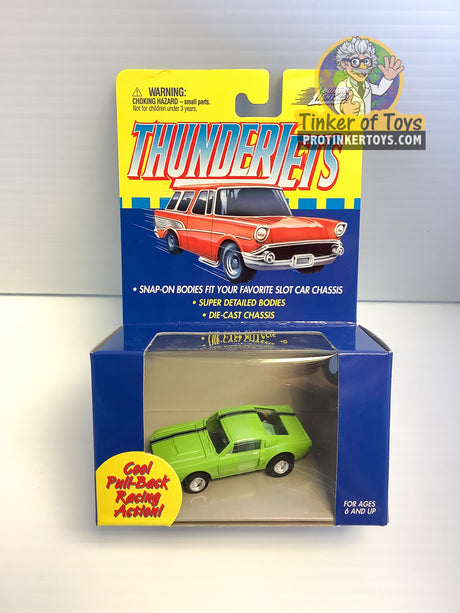 ⚠ WARNING:
CHOKING HAZARD – small parts.
Not for children under 3 years.
Tinker of Toys
PROTINKERTOYS.COM
THUNDERJETS
• SNAP-ON BODIES FIT YOUR FAVORITE SLOT CAR CHASSIS
• SUPER DETAILED BODIES
• DIE-CAST CHASSIS
Cool
Pull-Back
Racing
Action!
FOR AGES
6 AND UP